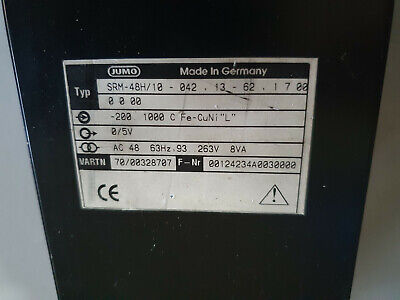 JUMO Made in Germany
Typ SRM-48H/10 - 042 . 13 - 62 . 1 7 00
0 0 00
-200 1000 C Fe-CuNi"L"
0/5V
AC 48 63Hz.93 263V 8VA
VARTN 70/00328707 F-Nr 00124234A0030000
CE